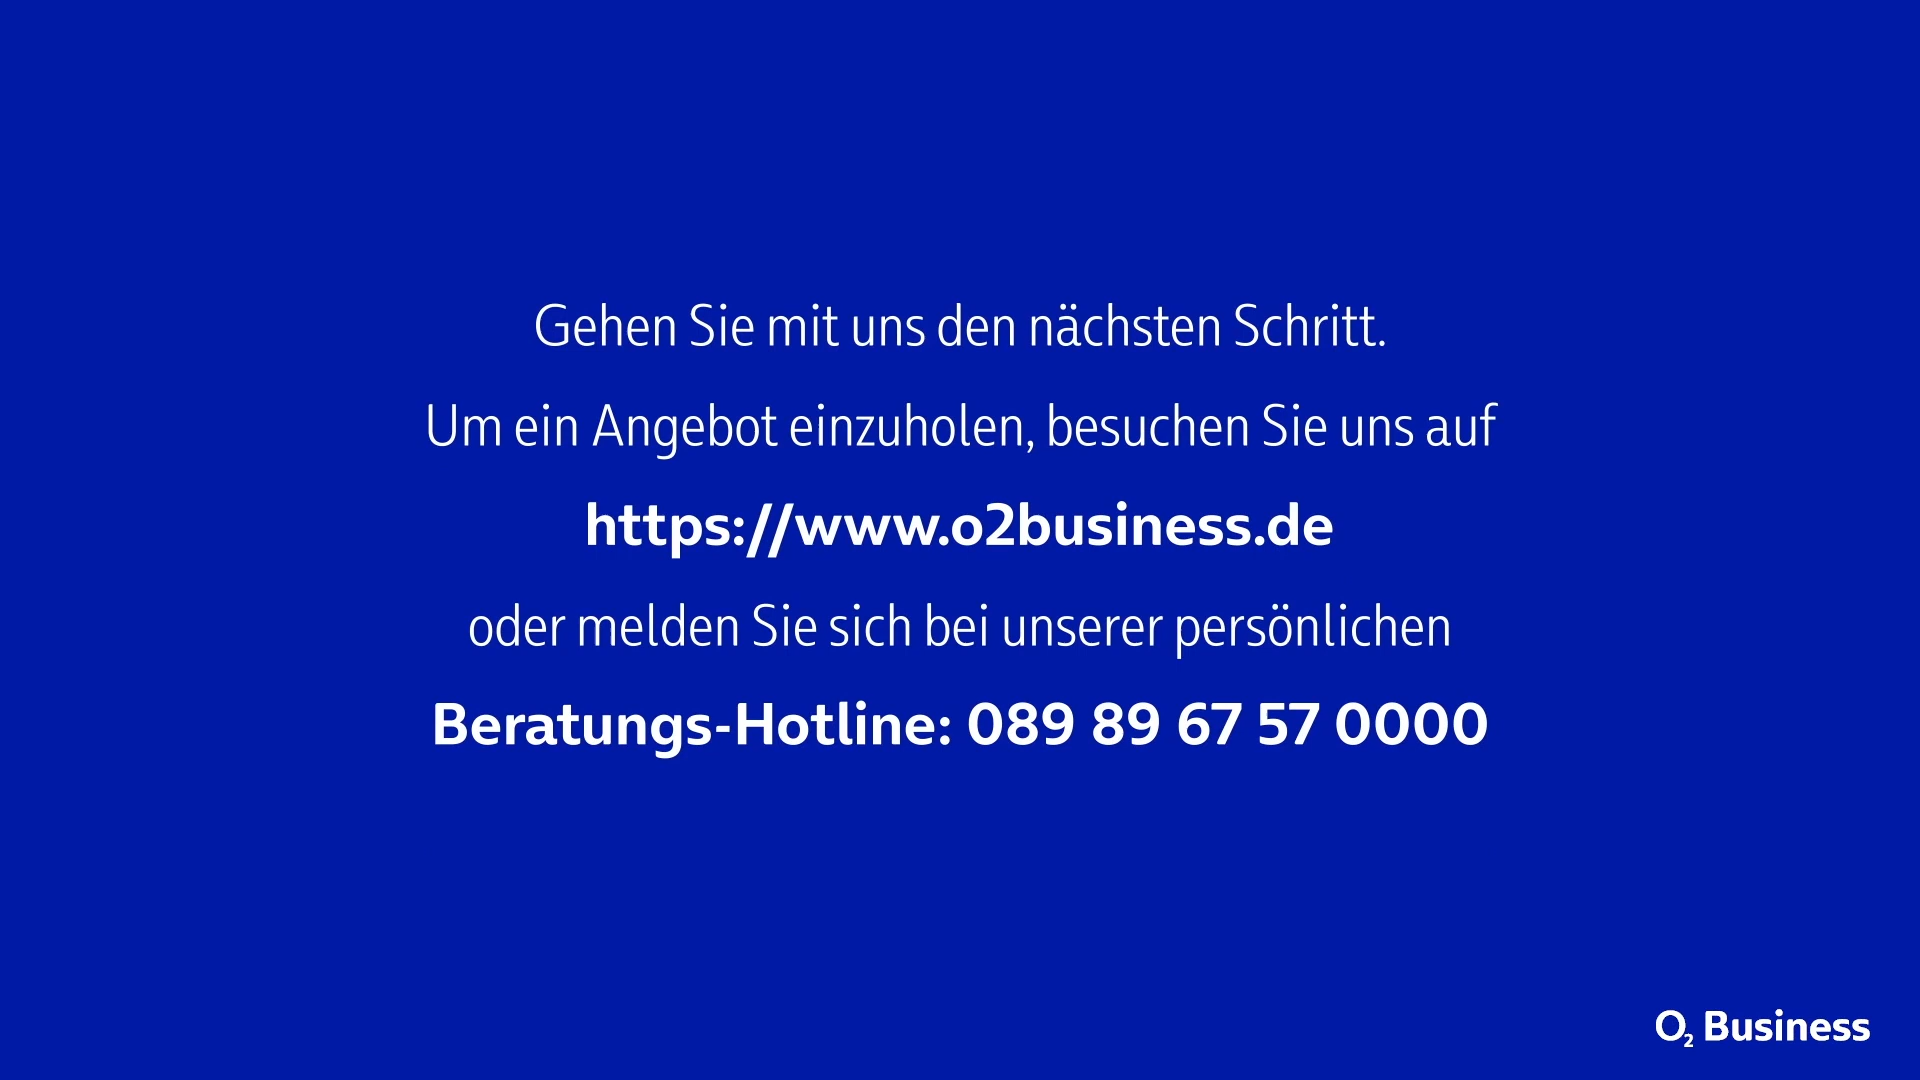 Gehen Sie mit uns den nächsten Schritt.
Um ein Angebot einzuholen, besuchen Sie uns auf
https://www.o2business.de
oder melden Sie sich bei unserer persönlichen
Beratungs-Hotline: 089 89 67 57 0000
O₂ Business